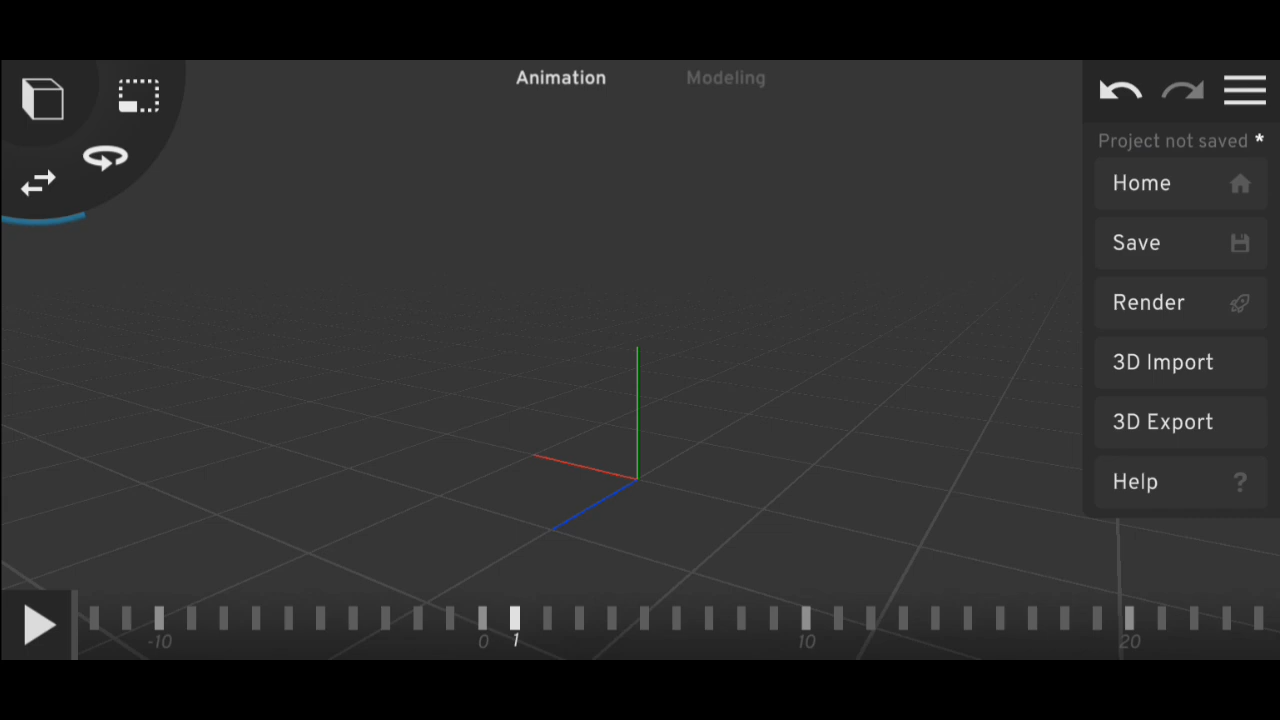 Animation
Modeling
Project not saved *
Home
Save
Render
3D Import
3D Export
Help ?
-10
0
1
10
20